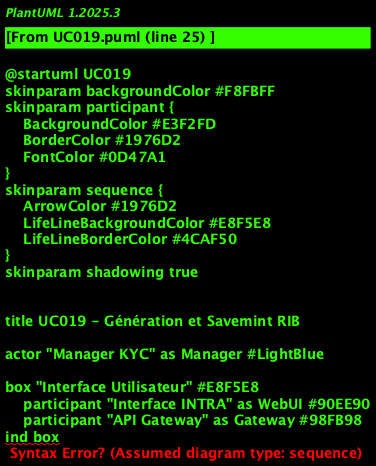 PlantUML 1.2025.3
[From UC019.puml (line 25) ]
@startuml UC019
skinparam backgroundColor #F8FBFF
skinparam participant {
BackgroundColor #E3F2FD
BorderColor #1976D2
FontColor #0D47A1
}
skinparam sequence {
ArrowColor #1976D2
LifeLineBackgroundColor #E8F5E8
LifeLineBorderColor #4CAF50
}
skinparam shadowing true
title UC019 - Génération et Savemint RIB
actor "Manager KYC" as Manager #LightBlue
box "Interface Utilisateur" #E8F5E8
participant "Interface INTRA" as WebUI #90EE90
participant "API Gateway" as Gateway #98FB98
ind box
Syntax Error? (Assumed diagram type: sequence)